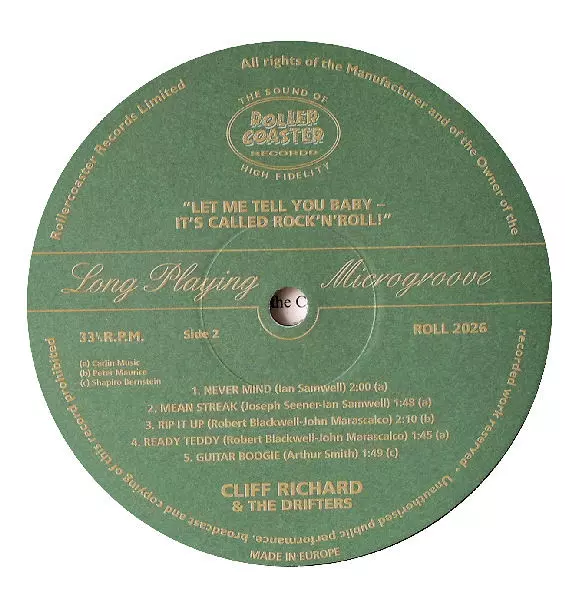 All rights of the Manufacturer and of the Owner of the
recorded work reserved - Unauthorised public performance, broadcast and copying of this record prohibited
Rollercoaster Records Limited
THE SOUND OF
ROLLER
COASTER
RECORDS
HIGH FIDELITY
“LET ME TELL YOU BABY –
IT’S CALLED ROCK’N’ROLL!”
Long Playing Microgroove
the C
33⅓ R.P.M. Side 2 ROLL 2026
(a) Carlin Music
(b) Peter Maurice
(c) Shapiro Bernstein
1. NEVER MIND (Ian Samwell) 2:00 (a)
2. MEAN STREAK (Joseph Seener-Ian Samwell) 1:48 (a)
3. RIP IT UP (Robert Blackwell-John Marascalco) 2:10 (b)
4. READY TEDDY (Robert Blackwell-John Marascalco) 1:45 (a)
5. GUITAR BOOGIE (Arthur Smith) 1:49 (c)
CLIFF RICHARD
& THE DRIFTERS
MADE IN EUROPE